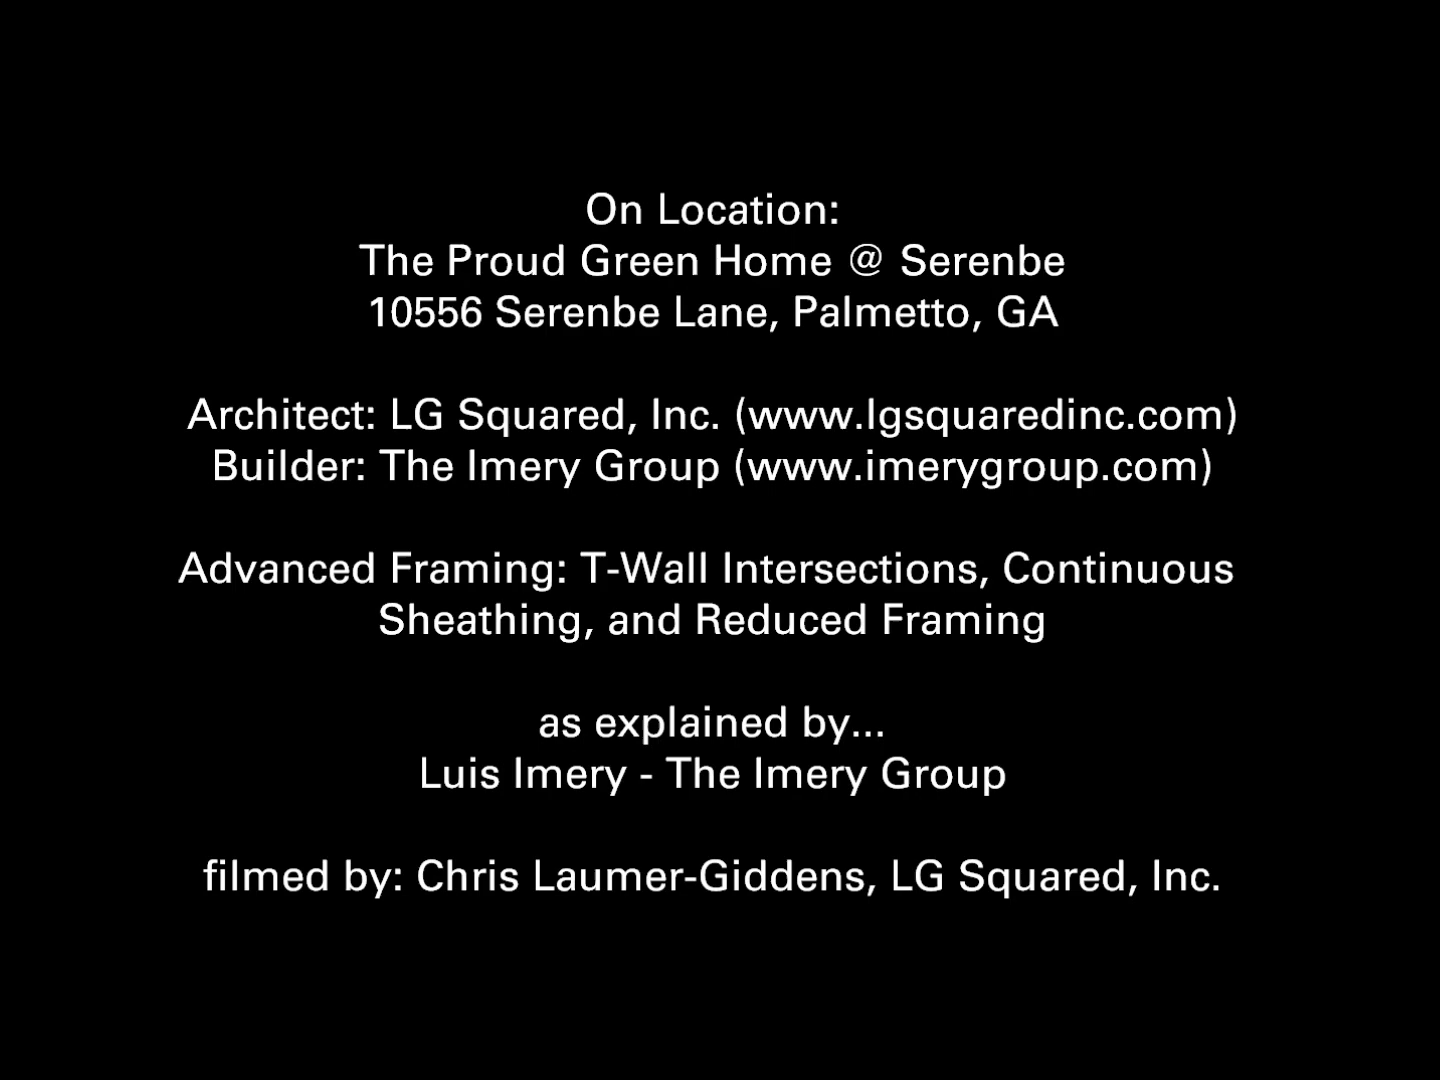 On Location:
The Proud Green Home @ Serenbe
10556 Serenbe Lane, Palmetto, GA
Architect: LG Squared, Inc. (www.lgsquaredinc.com)
Builder: The Imery Group (www.imerygroup.com)
Advanced Framing: T-Wall Intersections, Continuous
Sheathing, and Reduced Framing
as explained by...
Luis Imery - The Imery Group
filmed by: Chris Laumer-Giddens, LG Squared, Inc.